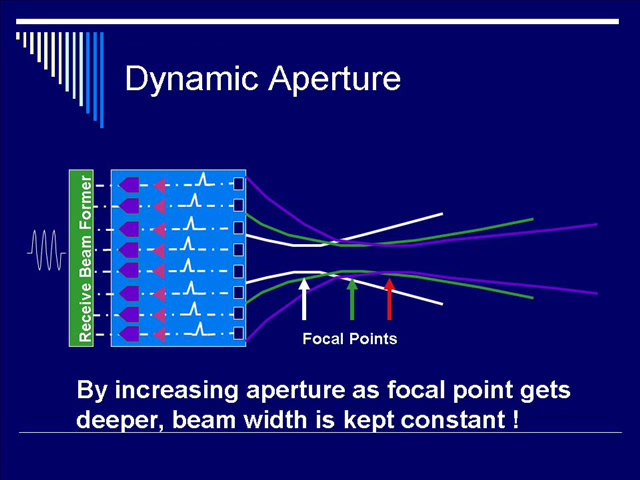 Dynamic Aperture
Receive Beam Former
Focal Points
By increasing aperture as focal point gets
deeper, beam width is kept constant !